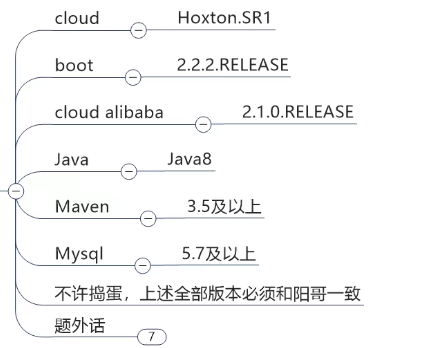 cloud Hoxton.SR1
boot 2.2.2.RELEASE
cloud alibaba 2.1.0.RELEASE
Java Java8
Maven 3.5及以上
Mysql 5.7及以上
不许捣蛋，上述全部版本必须和阳哥一致
题外话 7